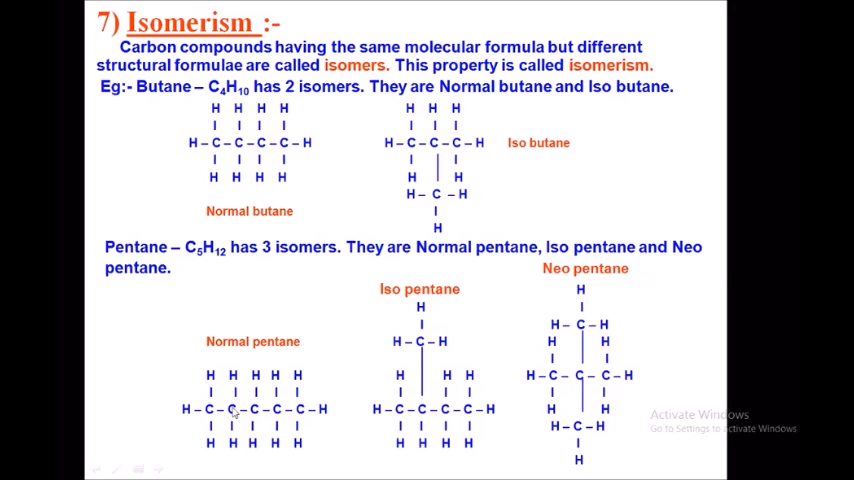 7) Isomerism :-
Carbon compounds having the same molecular formula but different
structural formulae are called isomers. This property is called isomerism.
Eg:- Butane – C₄H₁₀ has 2 isomers. They are Normal butane and Iso butane.
H H H H
I I I I
H – C – C – C – C – H
I I I I
H H H H
Normal butane
H H H
I I I
H – C – C – C – H
I │ I
H H
H – C – H
I
H
Iso butane
Pentane – C₅H₁₂ has 3 isomers. They are Normal pentane, Iso pentane and Neo
pentane.
Normal pentane
H H H H H
I I I I I
H – C – C – C – C – C – H
I I I I I
H H H H H
Iso pentane
H
I
H – C – H
H H H
I I I
H – C – C – C – C – H
I I I I
H H H H
Neo pentane
H
I
H – C – H
H H
I I
H – C – C – C – H
I I
H H
H – C – H
I
H
Activate Windows
Go to Settings to activate Windows.